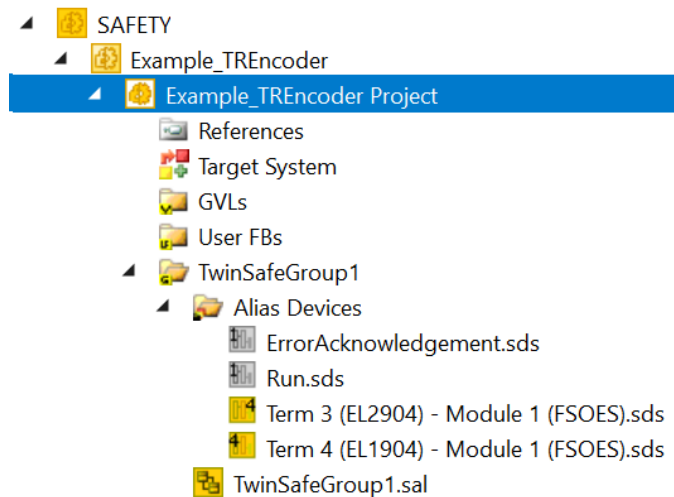 SAFETY
Example_TREncoder
Example_TREncoder Project
References
Target System
GVLs
User FBs
TwinSafeGroup1
Alias Devices
ErrorAcknowledgement.sds
Run.sds
Term 3 (EL2904) - Module 1 (FSOES).sds
Term 4 (EL1904) - Module 1 (FSOES).sds
TwinSafeGroup1.sal